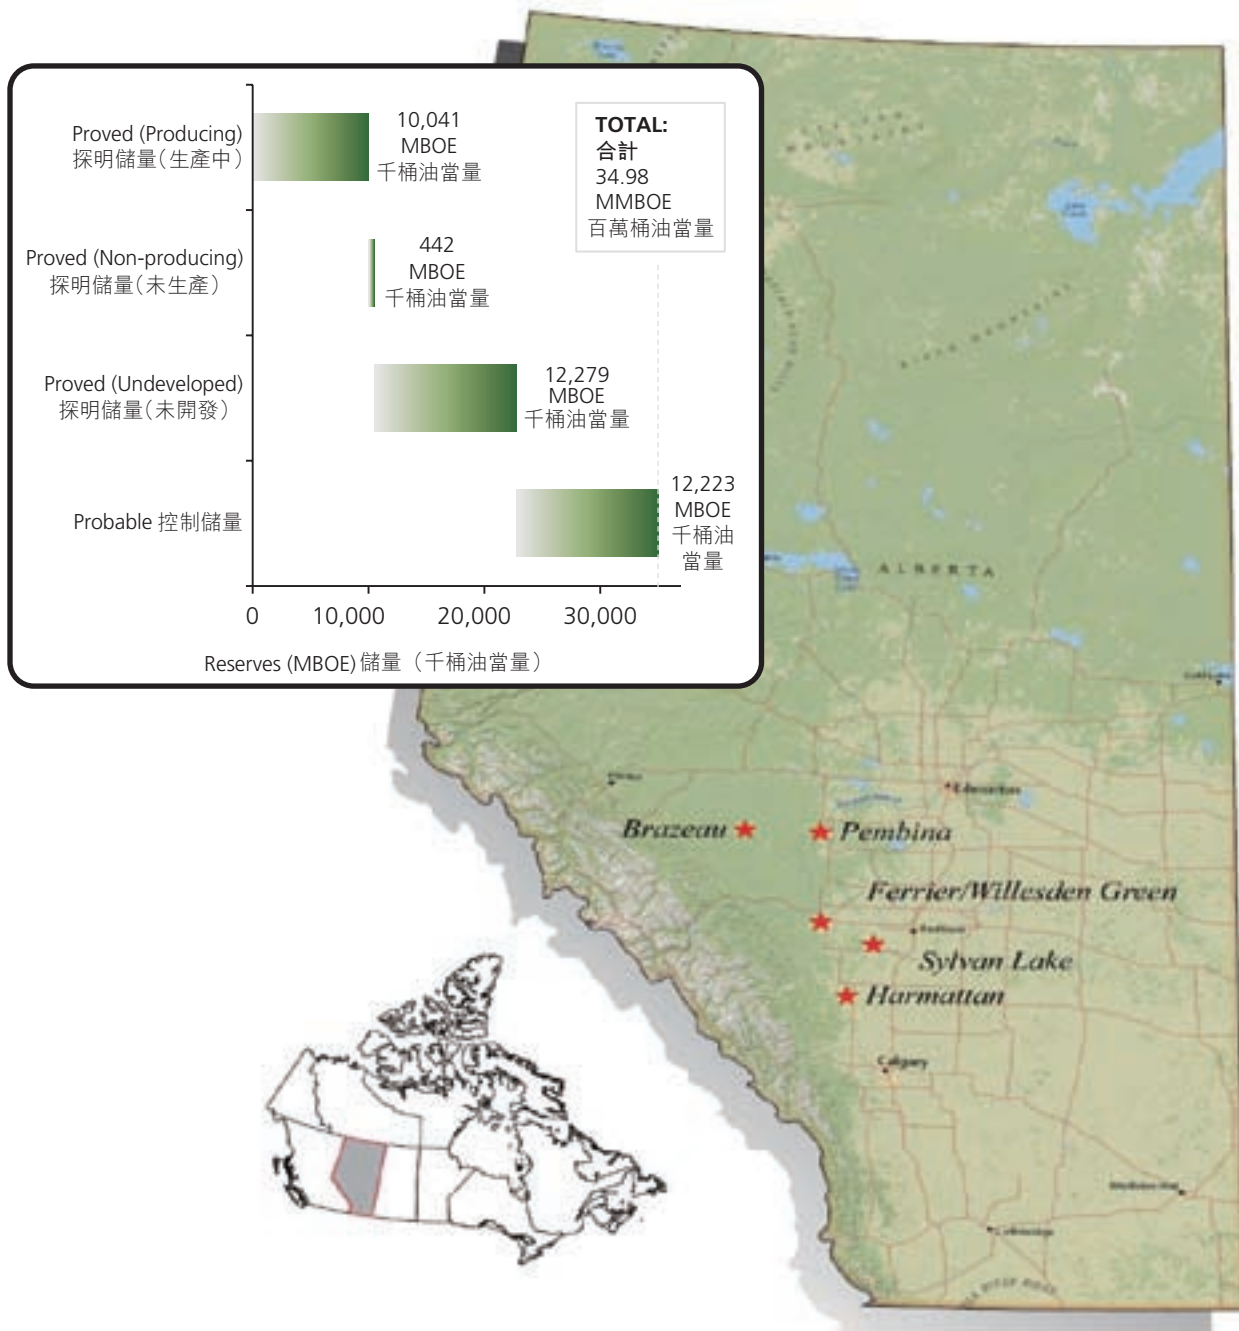 Proved (Producing)
探明儲量(生產中)
10,041
MBOE
千桶油當量
TOTAL:
合計
34.98
MMBOE
百萬桶油當量
Proved (Non-producing)
探明儲量(未生產)
442
MBOE
千桶油當量
Proved (Undeveloped)
探明儲量(未開發)
12,279
MBOE
千桶油當量
Probable 控制儲量
12,223
MBOE
千桶油
當量
0 10,000 20,000 30,000
Reserves (MBOE) 儲量(千桶油當量)
ALBERTA
Edmonton
Brazeau
Pembina
Ferrier/Willesden Green
Sylvan Lake
Harmattan
Calgary